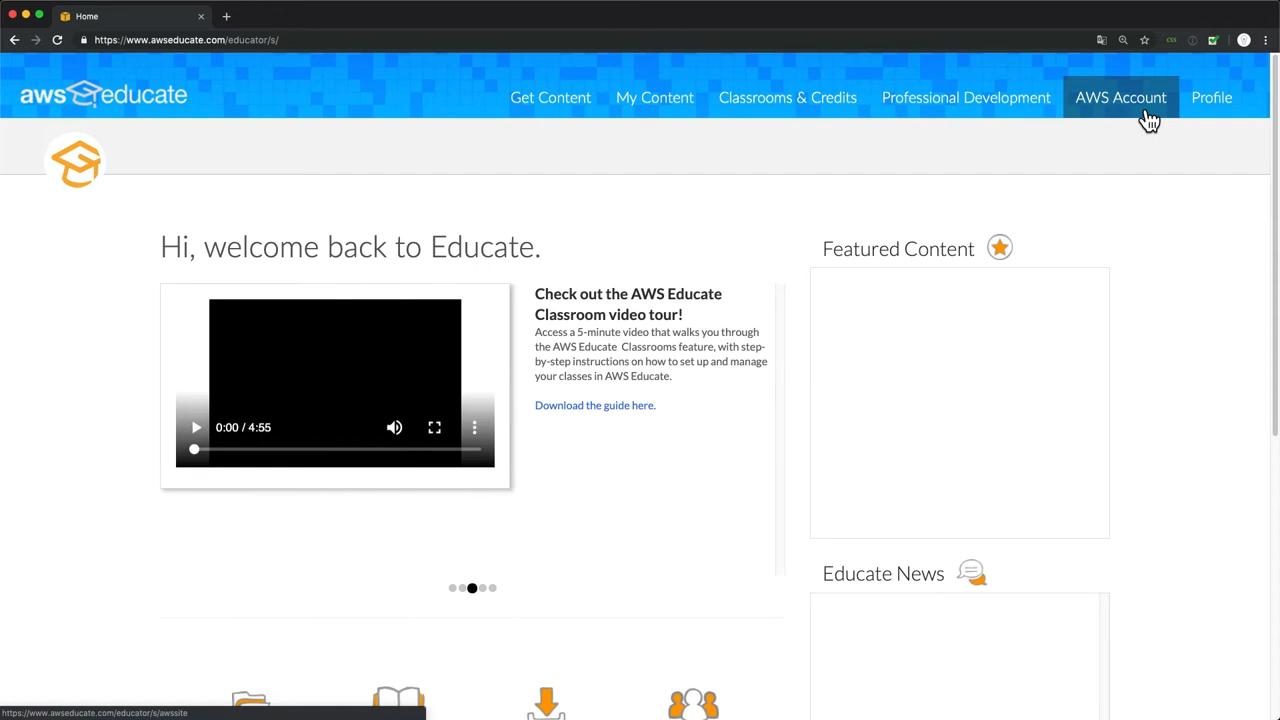 Home
https://www.awseducate.com/educator/s/
css
aws educate
Get Content
My Content
Classrooms & Credits
Professional Development
AWS Account
Profile
Hi, welcome back to Educate.
Check out the AWS Educate
Classroom video tour!
Access a 5-minute video that walks you through
the AWS Educate Classrooms feature, with step-
by-step instructions on how to set up and manage
your classes in AWS Educate.
Download the guide here.
0:00 / 4:55
Featured Content
Educate News
https://www.awseducate.com/educator/s/awssite